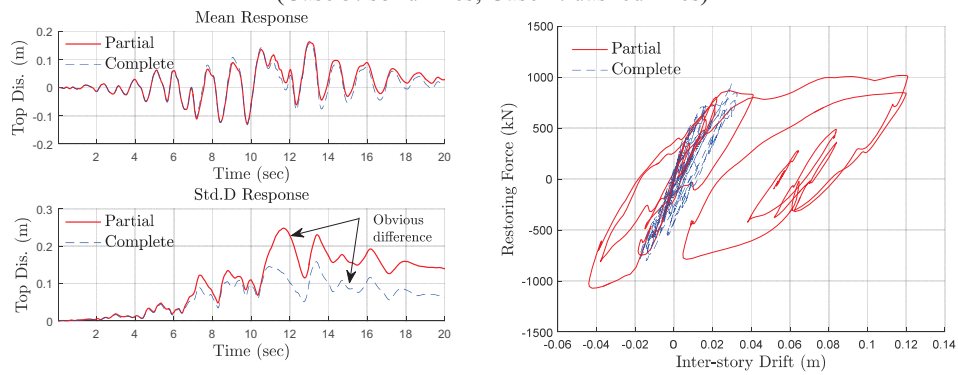 Mean Response
Top Dis. (m)
0.2
0.1
0
-0.1
-0.2
Partial
Complete
2 4 6 8 10 12 14 16 18 20
Time (sec)
Std.D Response
Top Dis. (m)
0.3
0.2
0.1
0
Partial
Complete
Obvious
difference
2 4 6 8 10 12 14 16 18 20
Time (sec)
Restoring Force (kN)
1500
1000
500
0
-500
-1000
-1500
Partial
Complete
-0.06 -0.04 -0.02 0 0.02 0.04 0.06 0.08 0.1 0.12 0.14
Inter-story Drift (m)